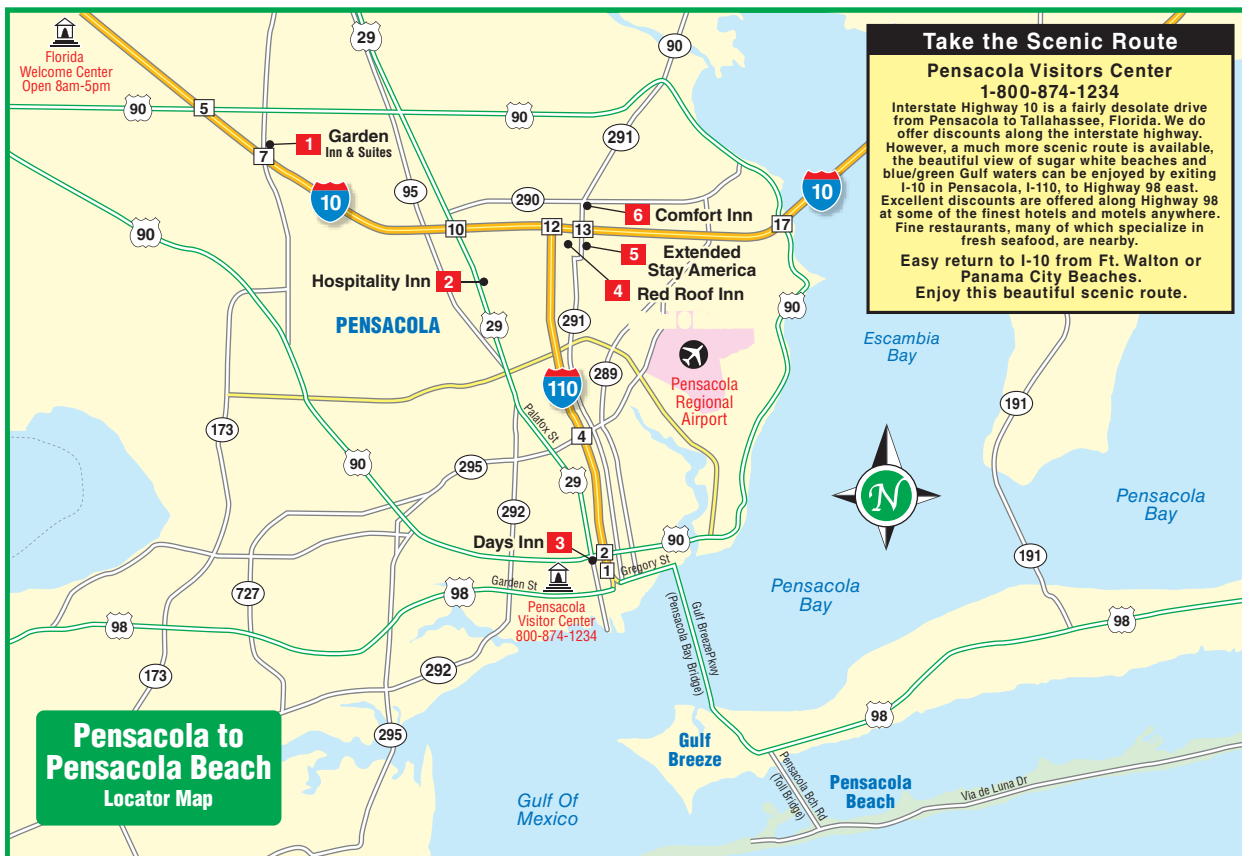 Florida
Welcome Center
Open 8am-5pm
29
90
Take the Scenic Route
Pensacola Visitors Center
1-800-874-1234
Interstate Highway 10 is a fairly desolate drive
from Pensacola to Tallahassee, Florida. We do
offer discounts along the interstate highway.
However, a much more scenic route is available,
the beautiful view of sugar white beaches and
blue/green Gulf waters can be enjoyed by exiting
I-10 in Pensacola, I-110, to Highway 98 east.
Excellent discounts are offered along Highway 98
at some of the finest hotels and motels anywhere.
Fine restaurants, many of which specialize in
fresh seafood, are nearby.
Easy return to I-10 from Ft. Walton or
Panama City Beaches.
Enjoy this beautiful scenic route.
90
5
90
291
1 Garden
Inn & Suites
7
95
290
10
10
6 Comfort Inn
90
10
12
13
17
5 Extended
Stay America
Hospitality Inn 2
4 Red Roof Inn
90
PENSACOLA
29
291
Escambia
Bay
110
289
Pensacola
Regional
Airport
191
173
Palafox St
4
90
295
29
N
Pensacola
Bay
292
Days Inn 3
2
90
191
1
Gregory St
Garden St
727
98
Pensacola
Visitor Center
800-874-1234
Pensacola
Bay
98
98
Gulf BreezePkwy
(Pensacola Bay Bridge)
173
292
98
295
Pensacola to
Pensacola Beach
Locator Map
Gulf
Breeze
Pensacola Bch Rd
(Toll Bridge)
Pensacola
Beach
Via de Luna Dr
Gulf Of
Mexico